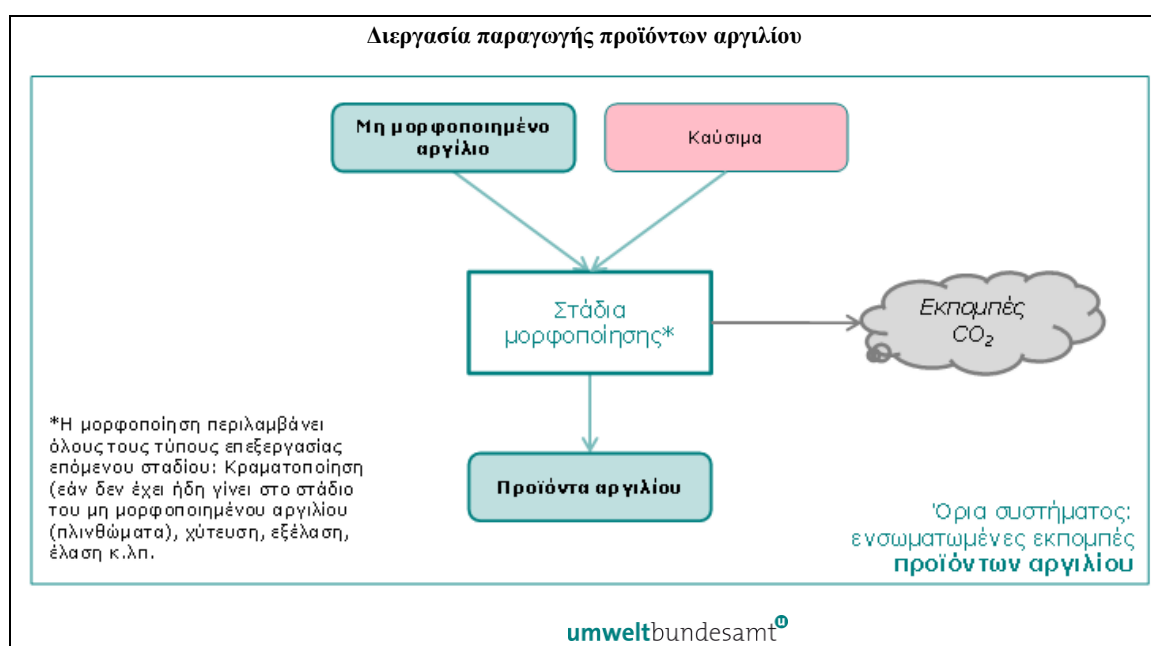 Διεργασία παραγωγής προϊόντων αργιλίου
Μη μορφοποιημένο
αργίλιο
Καύσιμα
Στάδια
μορφοποίησης*
Εκπομπές
CO₂
*Η μορφοποίηση περιλαμβάνει
όλους τους τύπους επεξεργασίας
επόμενου σταδίου: Κραματοποίηση
(εάν δεν έχει ήδη γίνει στο στάδιο
του μη μορφοποιημένου αργιλίου
(πλινθώματα), χύτευση, εξέλαση,
έλαση κ.λπ.
Προϊόντα αργιλίου
Όρια συστήματος:
ενσωματωμένες εκπομπές
προϊόντων αργιλίου
umweltbundesamt